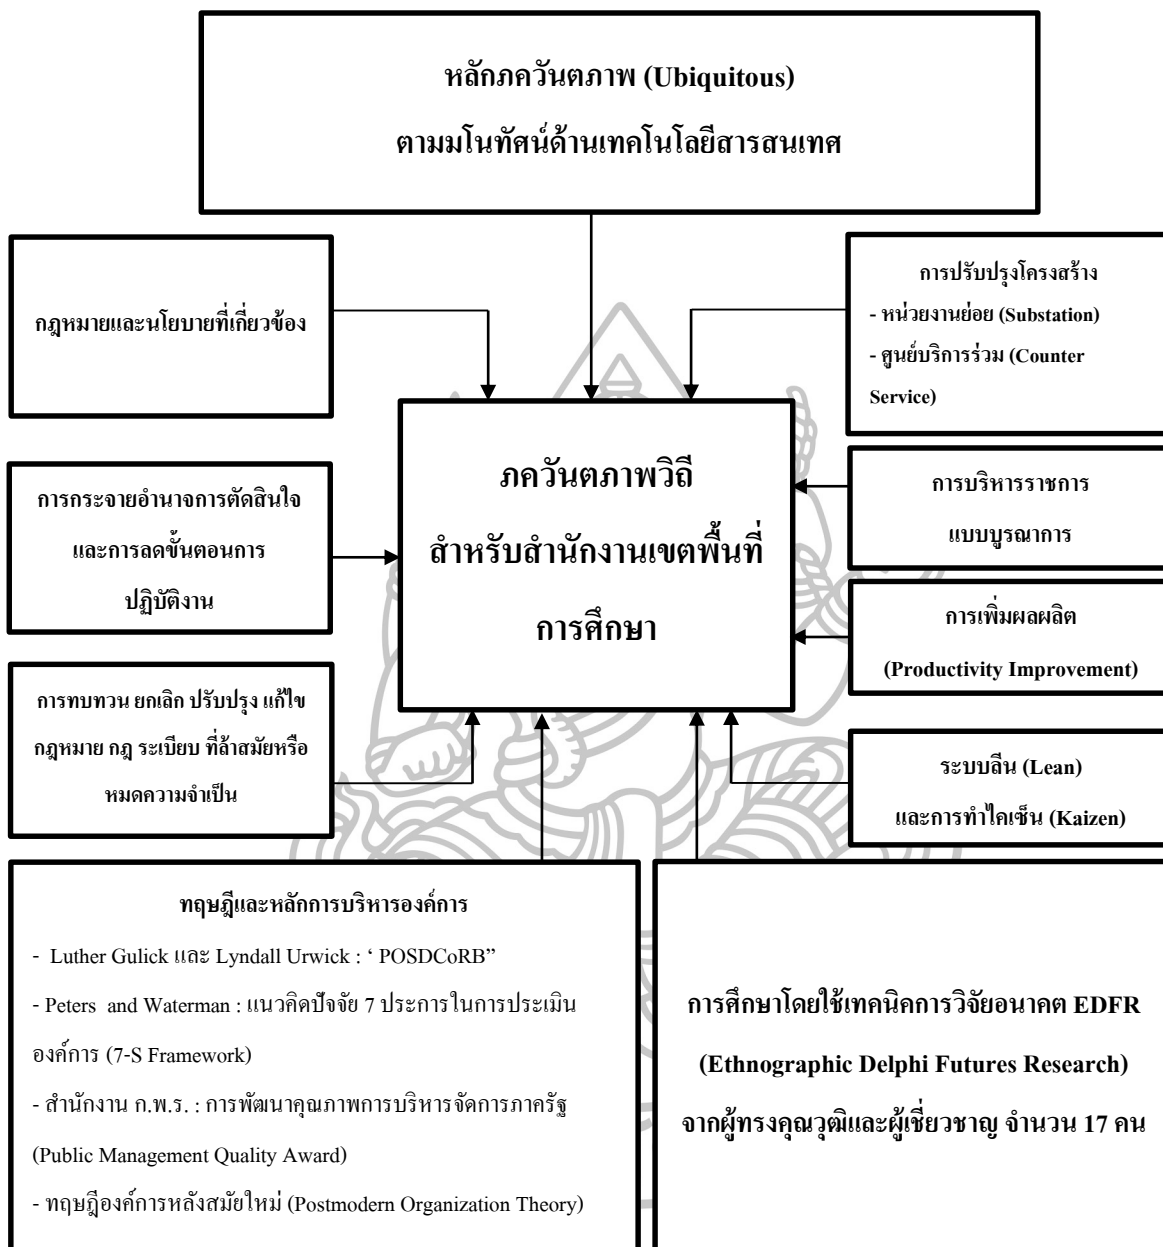 หลักภควันตภาพ (Ubiquitous)
ตามมโนทัศน์ด้านเทคโนโลยีสารสนเทศ
กฎหมายและนโยบายที่เกี่ยวข้อง
การปรับปรุงโครงสร้าง
- หน่วยงานย่อย (Substation)
- ศูนย์บริการร่วม (Counter
Service)
ภควันตภาพวิถี
สำหรับสำนักงานเขตพื้นที่
การศึกษา
การกระจายอำนาจการตัดสินใจ
และการลดขั้นตอนการ
ปฏิบัติงาน
การบริหารราชการ
แบบบูรณาการ
การเพิ่มผลผลิต
(Productivity Improvement)
การทบทวน ยกเลิก ปรับปรุง แก้ไข
กฎหมาย กฎ ระเบียบ ที่ล้าสมัยหรือ
หมดความจำเป็น
ระบบลีน (Lean)
และการทำไคเซ็น (Kaizen)
ทฤษฎีและหลักการบริหารองค์การ
- Luther Gulick และ Lyndall Urwick : ‘ POSDCoRB”
- Peters and Waterman : แนวคิดปัจจัย 7 ประการในการประเมิน
องค์การ (7-S Framework)
- สำนักงาน ก.พ.ร. : การพัฒนาคุณภาพการบริหารจัดการภาครัฐ
(Public Management Quality Award)
- ทฤษฎีองค์การหลังสมัยใหม่ (Postmodern Organization Theory)
การศึกษาโดยใช้เทคนิคการวิจัยอนาคต EDFR
(Ethnographic Delphi Futures Research)
จากผู้ทรงคุณวุฒิและผู้เชี่ยวชาญ จำนวน 17 คน